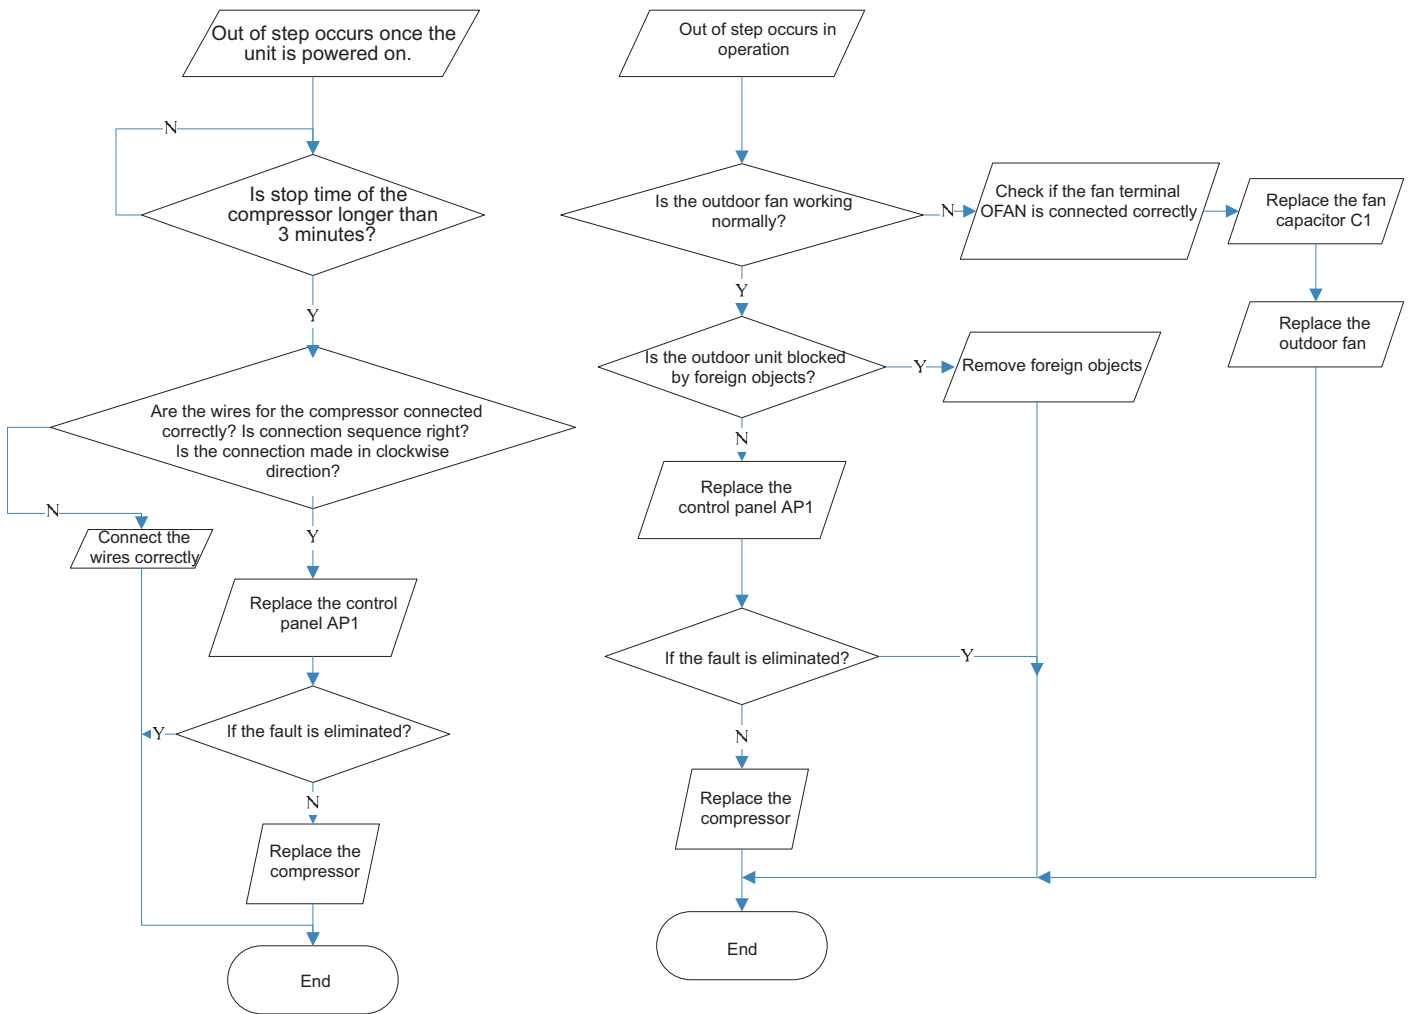 Out of step occurs once the
unit is powered on.
N
Is stop time of the
compressor longer than
3 minutes?
Y
Are the wires for the compressor connected
correctly? Is connection sequence right?
Is the connection made in clockwise
direction?
N
Connect the
wires correctly
Y
Replace the control
panel AP1
If the fault is eliminated?
Y
N
Replace the
compressor
End
Out of step occurs in
operation
Is the outdoor fan working
normally?
N
Check if the fan terminal
OFAN is connected correctly
Replace the fan
capacitor C1
Replace the
outdoor fan
Y
Is the outdoor unit blocked
by foreign objects?
Y
Remove foreign objects
N
Replace the
control panel AP1
If the fault is eliminated?
Y
N
Replace the
compressor
End